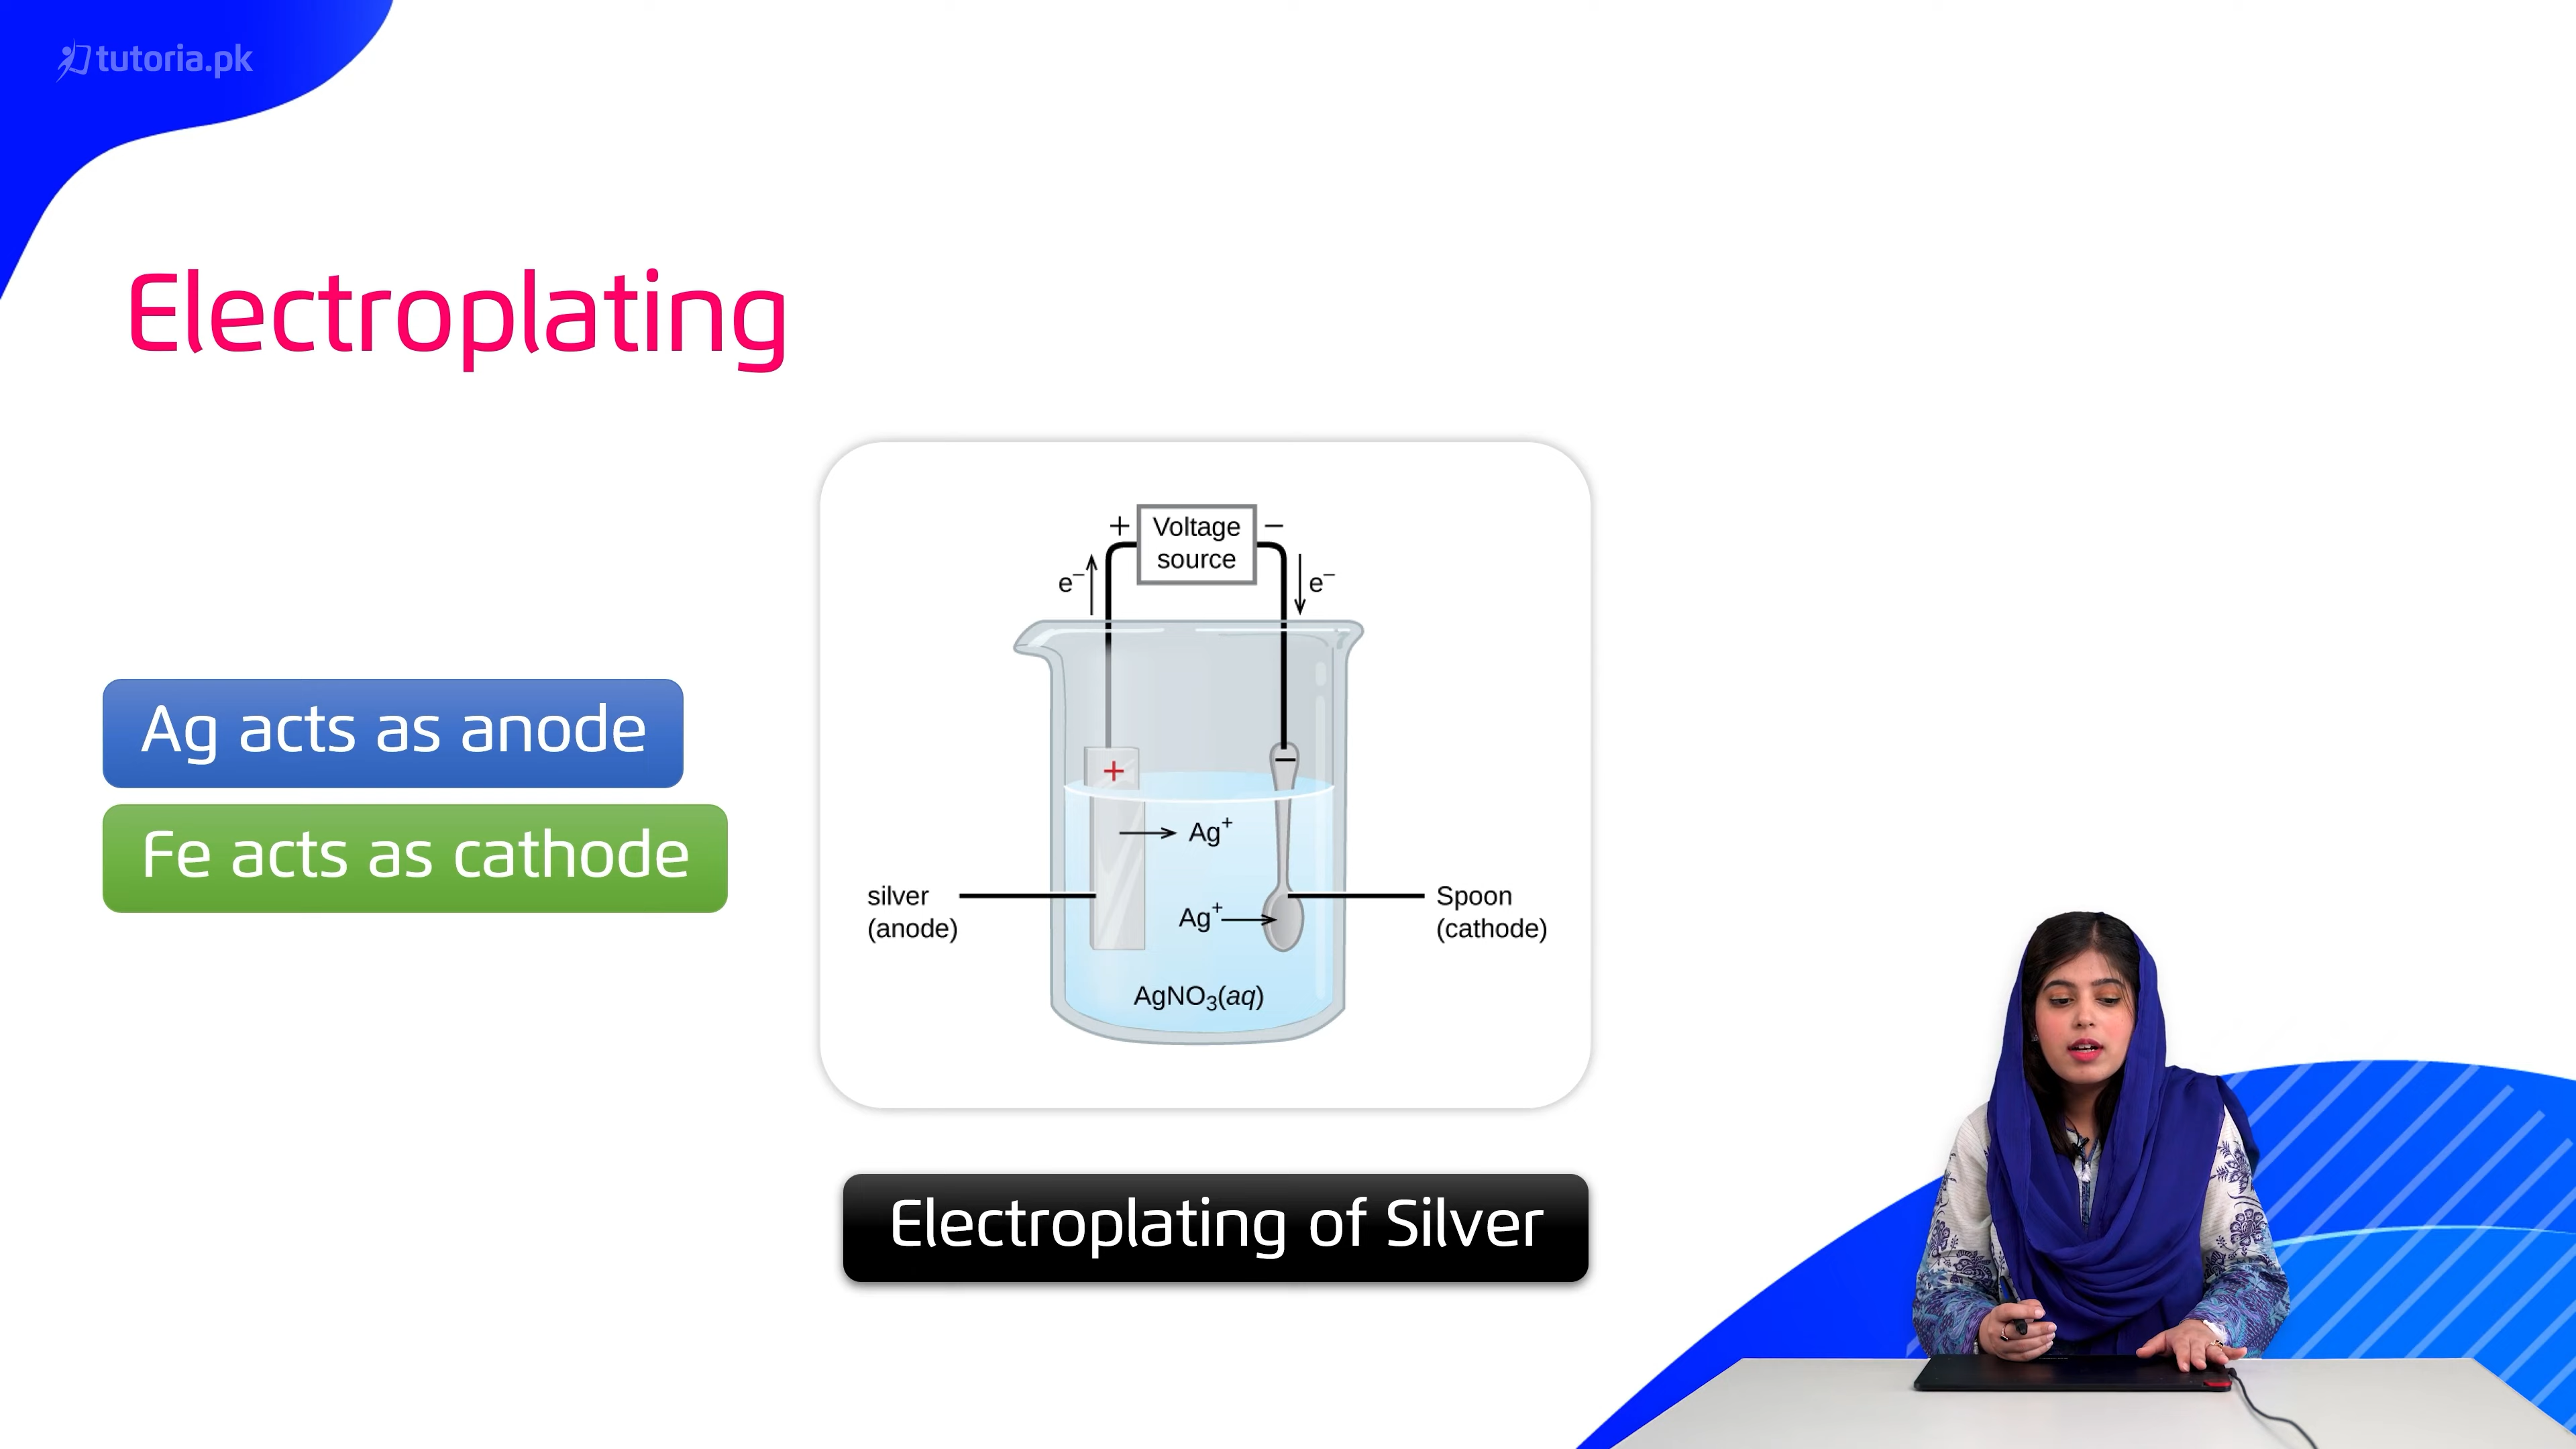 tutoria.pk
Electroplating
Ag acts as anode
Fe acts as cathode
+
Voltage
source
−
e⁻
e⁻
+
−
Ag⁺
Ag⁺
silver
(anode)
Spoon
(cathode)
AgNO₃(aq)
Electroplating of Silver